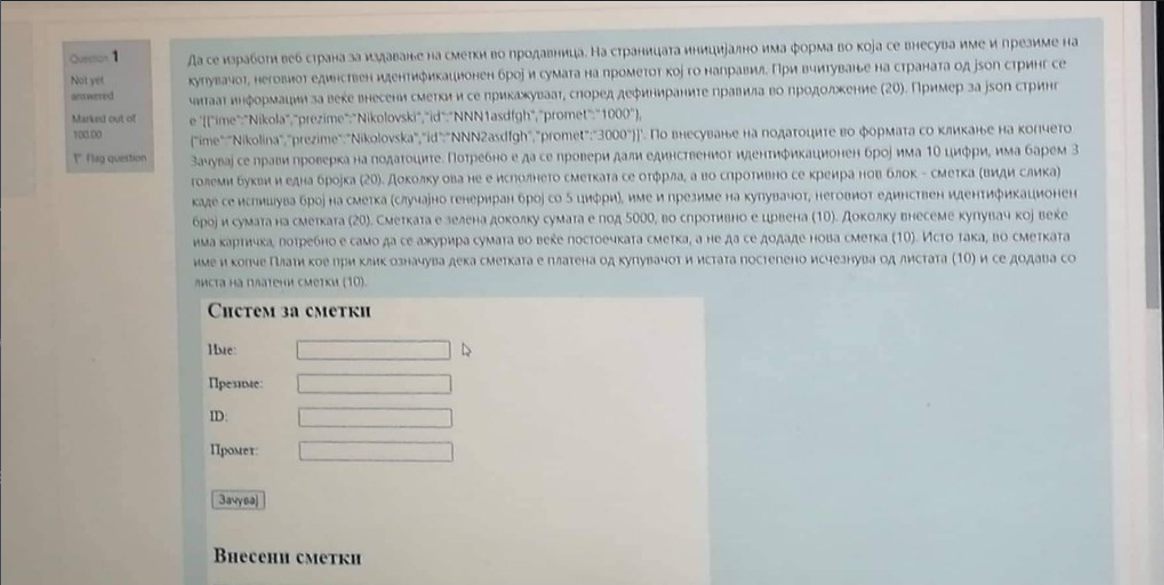 Question 1
Not yet
answered
Marked out of
100.00
Flag question
Да се изработи веб страна за издавање на сметки во продавница. На страницата иницијално има форма во која се внесува име и презиме на
купувачот, неговиот единствен идентификационен број и сумата на прометот кој го направил. При вчитување на страната од json стринг се
читаат информации за веќе внесени сметки и се прикажуваат, според дефинираните правила во продолжение (20). Пример за json стринг
е '[{"ime":"Nikola","prezime":"Nikolovski","id":"NNN1asdfgh","promet":"1000"},
{"ime":"Nikolina","prezime":"Nikolovska","id":"NNN2asdfgh","promet":"3000"}]'. По внесување на податоците во формата со кликање на копчето
Зачувај се прави проверка на податоците. Потребно е да се провери дали единствениот идентификационен број има 10 цифри, има барем 3
големи букви и една бројка (20). Доколку ова не е исполнето сметката се отфрла, а во спротивно се креира нов блок - сметка (види слика)
каде се испишува број на сметка (случајно генериран број со 5 цифри), име и презиме на купувачот, неговиот единствен идентификационен
број и сумата на сметката (20). Сметката е зелена доколку сумата е под 5000, во спротивно е црвена (10). Доколку внесеме купувач кој веќе
има картичка, потребно е само да се ажурира сумата во веќе постоечката сметка, а не да се додаде нова сметка (10). Исто така, во сметката
име и копче Плати кое при клик означува дека сметката е платена од купувачот и истата постепено исчезнува од листата (10) и се додава со
листа на платени сметки (10).
Систем за сметки
Име:
Презиме:
ID:
Промет:
Зачувај
Внесени сметки